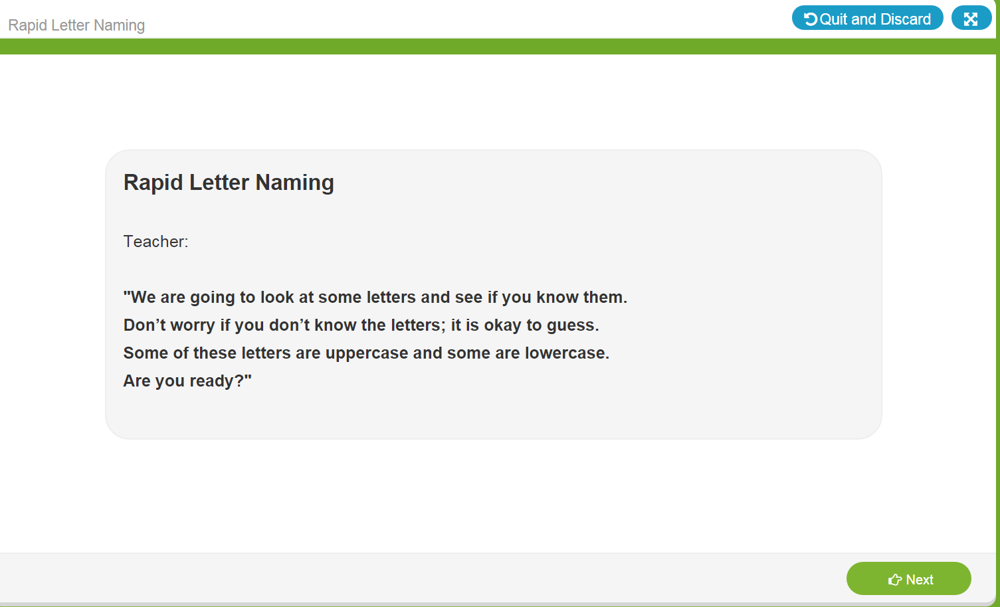 Rapid Letter Naming
Quit and Discard
Rapid Letter Naming
Teacher:
"We are going to look at some letters and see if you know them.
Don’t worry if you don’t know the letters; it is okay to guess.
Some of these letters are uppercase and some are lowercase.
Are you ready?"
Next